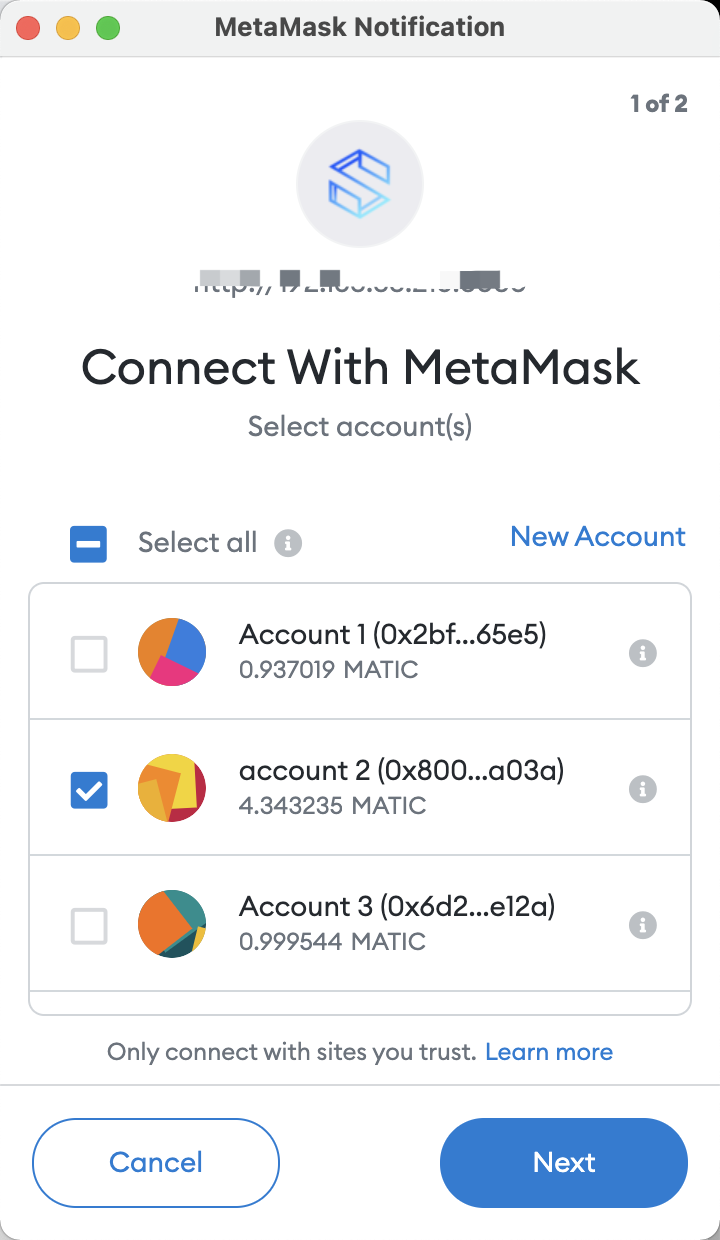 MetaMask Notification
1 of 2
Connect With MetaMask
Select account(s)
Select all
New Account
Account 1 (0x2bf...65e5)
0.937019 MATIC
account 2 (0x800...a03a)
4.343235 MATIC
Account 3 (0x6d2...e12a)
0.999544 MATIC
Only connect with sites you trust. Learn more
Cancel
Next